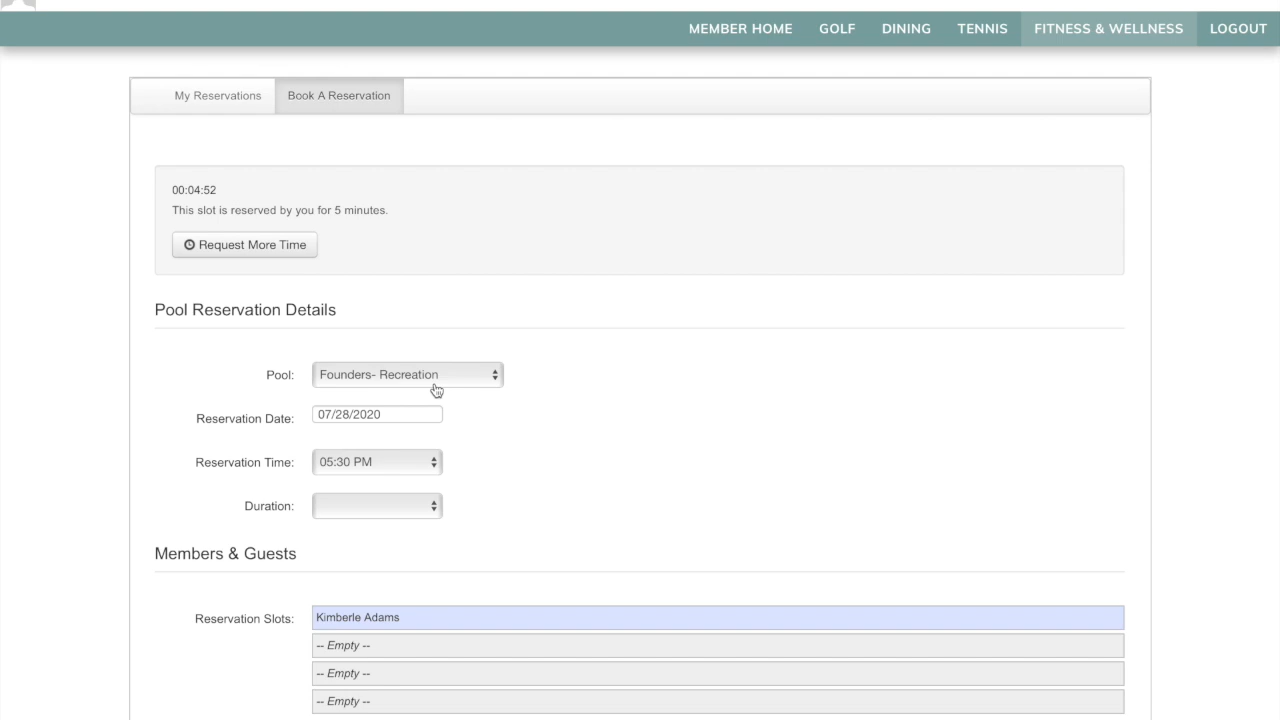 MEMBER HOME GOLF DINING TENNIS FITNESS & WELLNESS LOGOUT
My Reservations Book A Reservation
00:04:52
This slot is reserved by you for 5 minutes.
Request More Time
Pool Reservation Details
Pool: Founders- Recreation
Reservation Date: 07/28/2020
Reservation Time: 05:30 PM
Duration:
Members & Guests
Reservation Slots: Kimberle Adams
-- Empty --
-- Empty --
-- Empty --